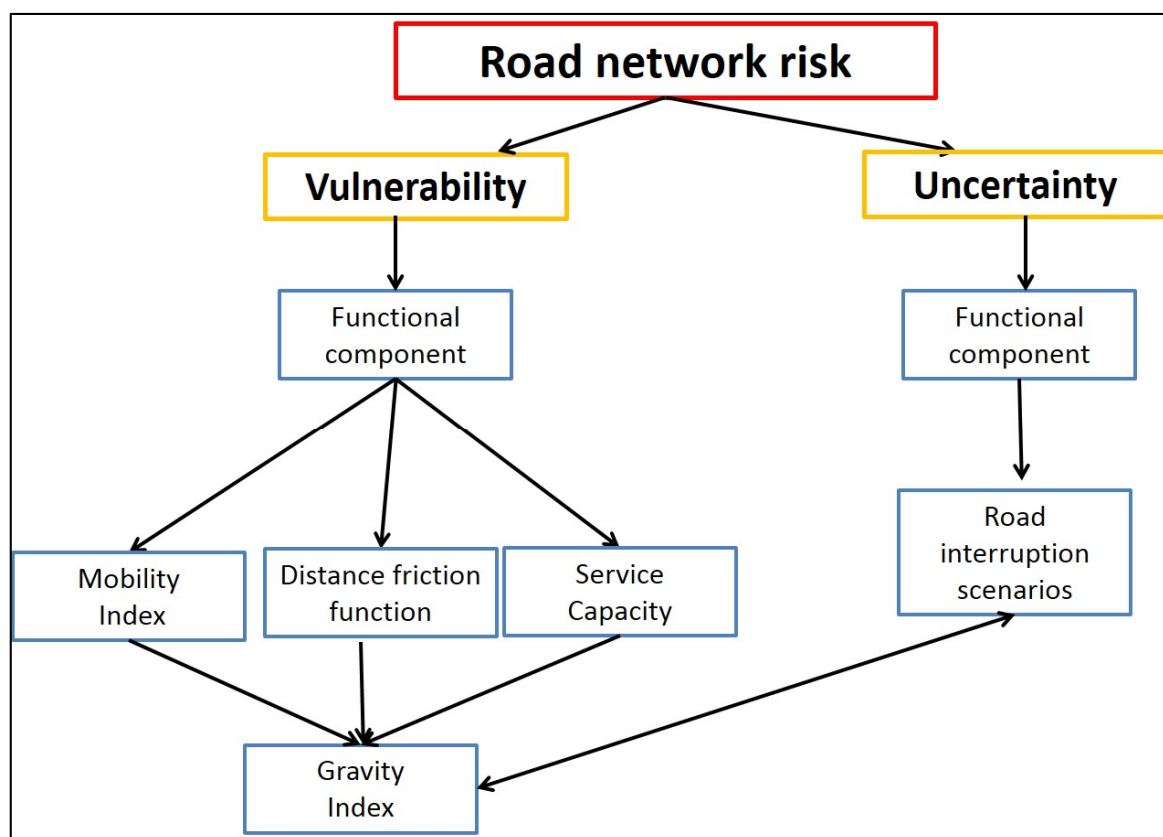 Road network risk
Vulnerability
Uncertainty
Functional
component
Functional
component
Mobility
Index
Distance friction
function
Service
Capacity
Road
interruption
scenarios
Gravity
Index